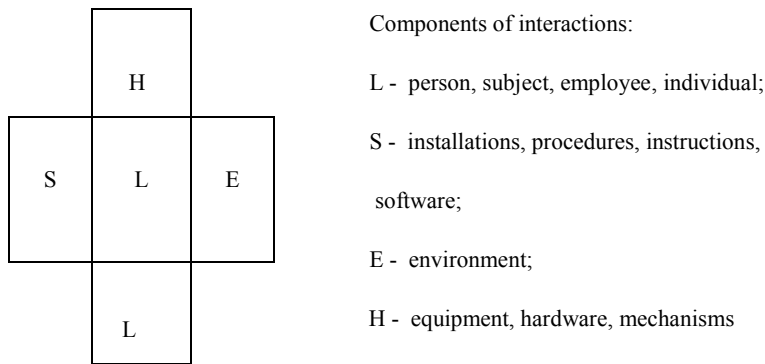 H
S L E
L
Components of interactions:
L - person, subject, employee, individual;
S - installations, procedures, instructions,
software;
E - environment;
H - equipment, hardware, mechanisms